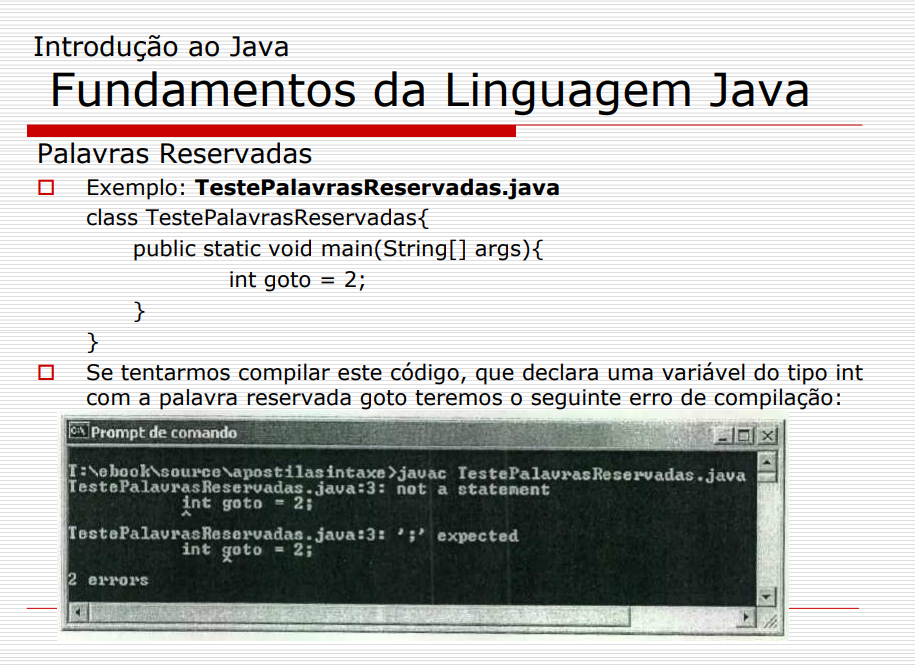 Introdução ao Java
Fundamentos da Linguagem Java
Palavras Reservadas
Exemplo: TestePalavrasReservadas.java
class TestePalavrasReservadas{
public static void main(String[] args){
int goto = 2;
}
}
Se tentarmos compilar este código, que declara uma variável do tipo int
com a palavra reservada goto teremos o seguinte erro de compilação:
Prompt de comando
T:\ebook\source\apostilasintaxe>javac TestePalavrasReservadas.java
TestePalavrasReservadas.java:3: not a statement
int goto = 2;
^
TestePalavrasReservadas.java:3: ';' expected
int goto = 2;
^
2 errors